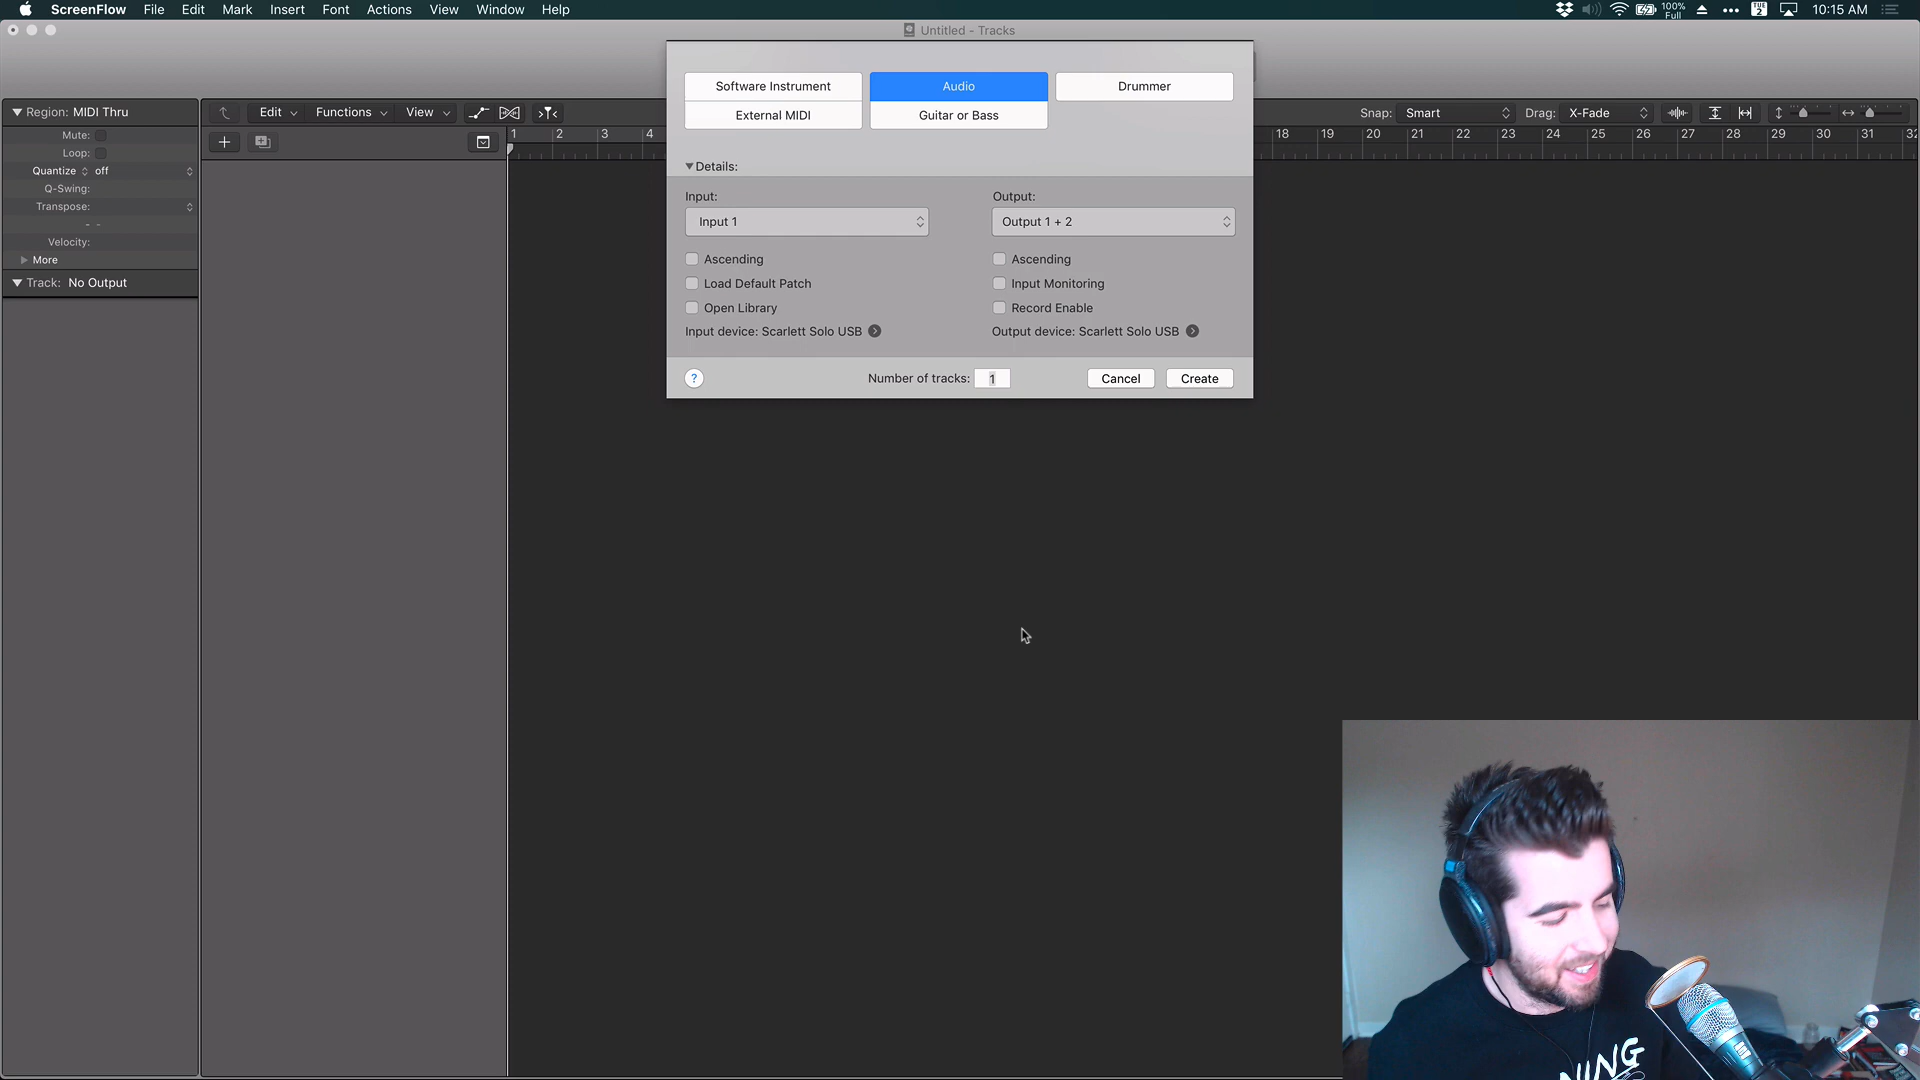 ScreenFlow File Edit Mark Insert Font Actions View Window Help
100% Full
TUE 2
10:15 AM
Untitled - Tracks
Software Instrument
Audio
Drummer
External MIDI
Guitar or Bass
Region: MIDI Thru
Edit Functions View
Snap: Smart
Drag: X-Fade
Mute:
Loop:
Quantize off
Q-Swing:
Transpose:
- -
Velocity:
More
Track: No Output
1 2 3 4 18 19 20 21 22 23 24 25 26 27 28 29 30 31 32
Details:
Input:
Output:
Input 1
Output 1 + 2
Ascending
Ascending
Load Default Patch
Input Monitoring
Open Library
Record Enable
Input device: Scarlett Solo USB
Output device: Scarlett Solo USB
?
Number of tracks: 1
Cancel
Create
NING